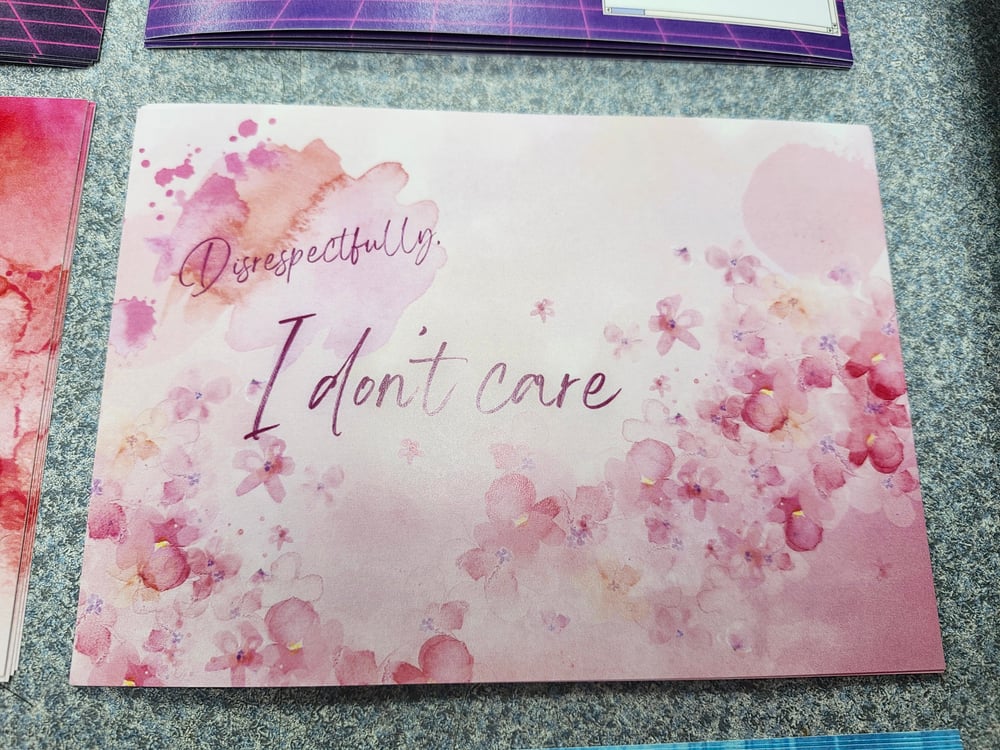 Disrespectfully,
I don't care